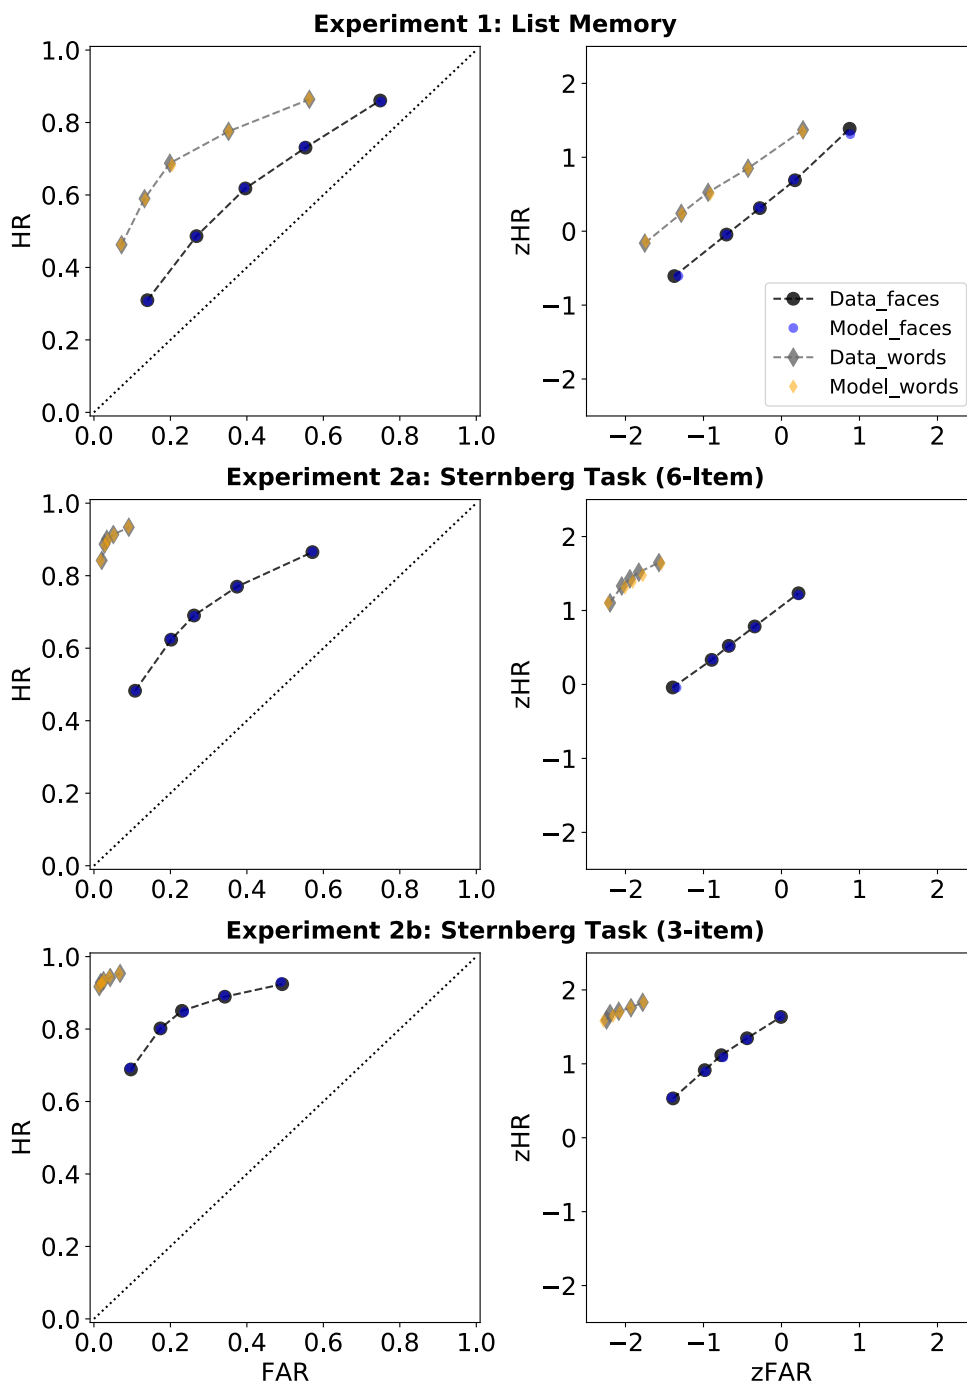 Experiment 1: List Memory
HR
1.0
0.8
0.6
0.4
0.2
0.0
0.0 0.2 0.4 0.6 0.8 1.0
zHR
2
1
0
−1
−2
−2 −1 0 1 2
Data_faces
Model_faces
Data_words
Model_words
Experiment 2a: Sternberg Task (6-Item)
HR
1.0
0.8
0.6
0.4
0.2
0.0
0.0 0.2 0.4 0.6 0.8 1.0
zHR
2
1
0
−1
−2
−2 −1 0 1 2
Experiment 2b: Sternberg Task (3-item)
HR
1.0
0.8
0.6
0.4
0.2
0.0
0.0 0.2 0.4 0.6 0.8 1.0
FAR
zHR
2
1
0
−1
−2
−2 −1 0 1 2
zFAR